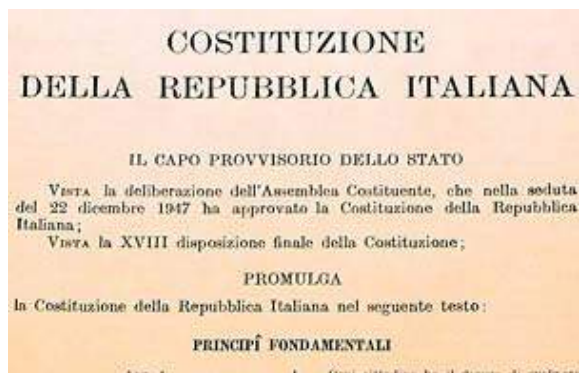 COSTITUZIONE
DELLA REPUBBLICA ITALIANA
IL CAPO PROVVISORIO DELLO STATO
VISTA la deliberazione dell'Assemblea Costituente, che nella seduta
del 22 dicembre 1947 ha approvato la Costituzione della Repubblica
Italiana;
VISTA la XVIII disposizione finale della Costituzione;
PROMULGA
la Costituzione della Repubblica Italiana nel seguente testo:
PRINCIPÎ FONDAMENTALI